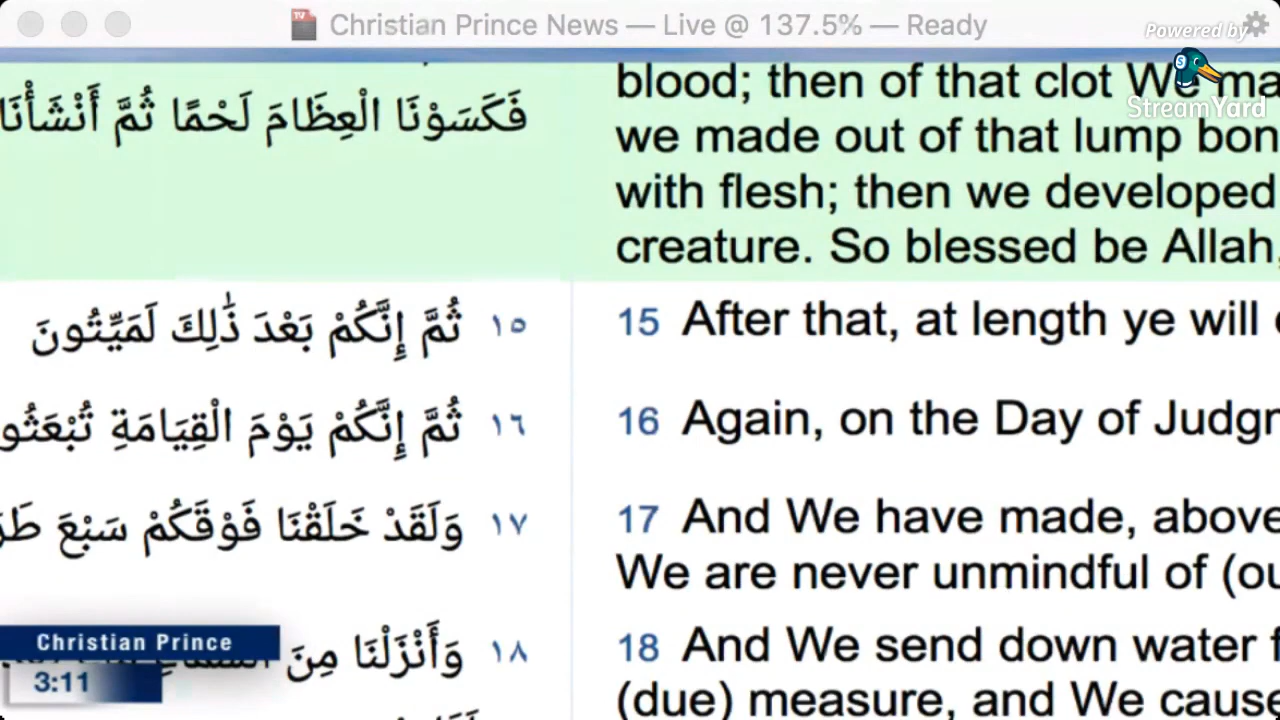 Christian Prince News — Live @ 137.5% — Ready
Powered by
StreamYard
فَكَسَوْنَا الْعِظَامَ لَحْمًا ثُمَّ أَنْشَأْنَا
blood; then of that clot We ma
we made out of that lump bon
with flesh; then we developed
creature. So blessed be Allah,
١٥ ثُمَّ إِنَّكُمْ بَعْدَ ذَٰلِكَ لَمَيِّتُونَ
15 After that, at length ye will
١٦ ثُمَّ إِنَّكُمْ يَوْمَ الْقِيَامَةِ تُبْعَثُو
16 Again, on the Day of Judgr
١٧ وَلَقَدْ خَلَقْنَا فَوْقَكُمْ سَبْعَ طَرَ
17 And We have made, above
We are never unmindful of (ou
١٨ وَأَنْزَلْنَا مِنَ
18 And We send down water f
(due) measure, and We cause
Christian Prince
3:11